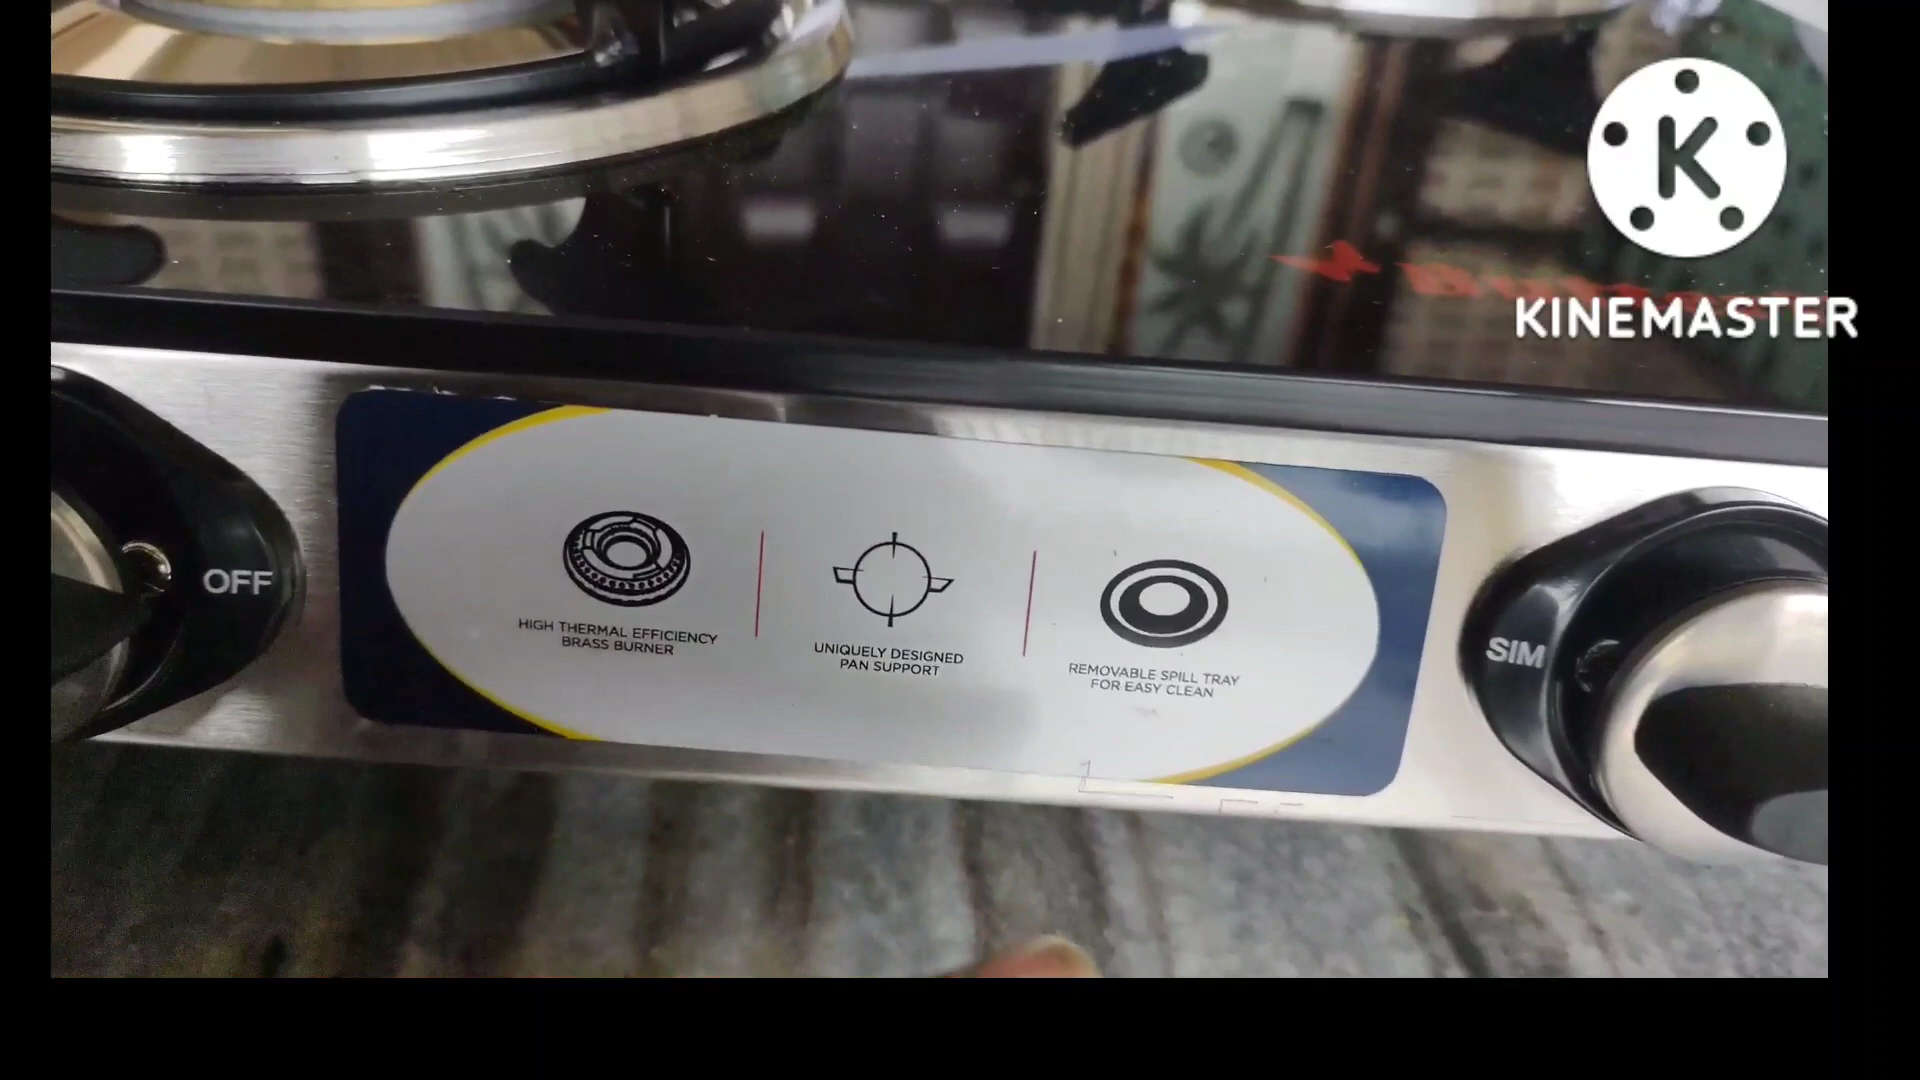 K
KINEMASTER
OFF
HIGH THERMAL EFFICIENCY
BRASS BURNER
UNIQUELY DESIGNED
PAN SUPPORT
REMOVABLE SPILL TRAY
FOR EASY CLEAN
SIM